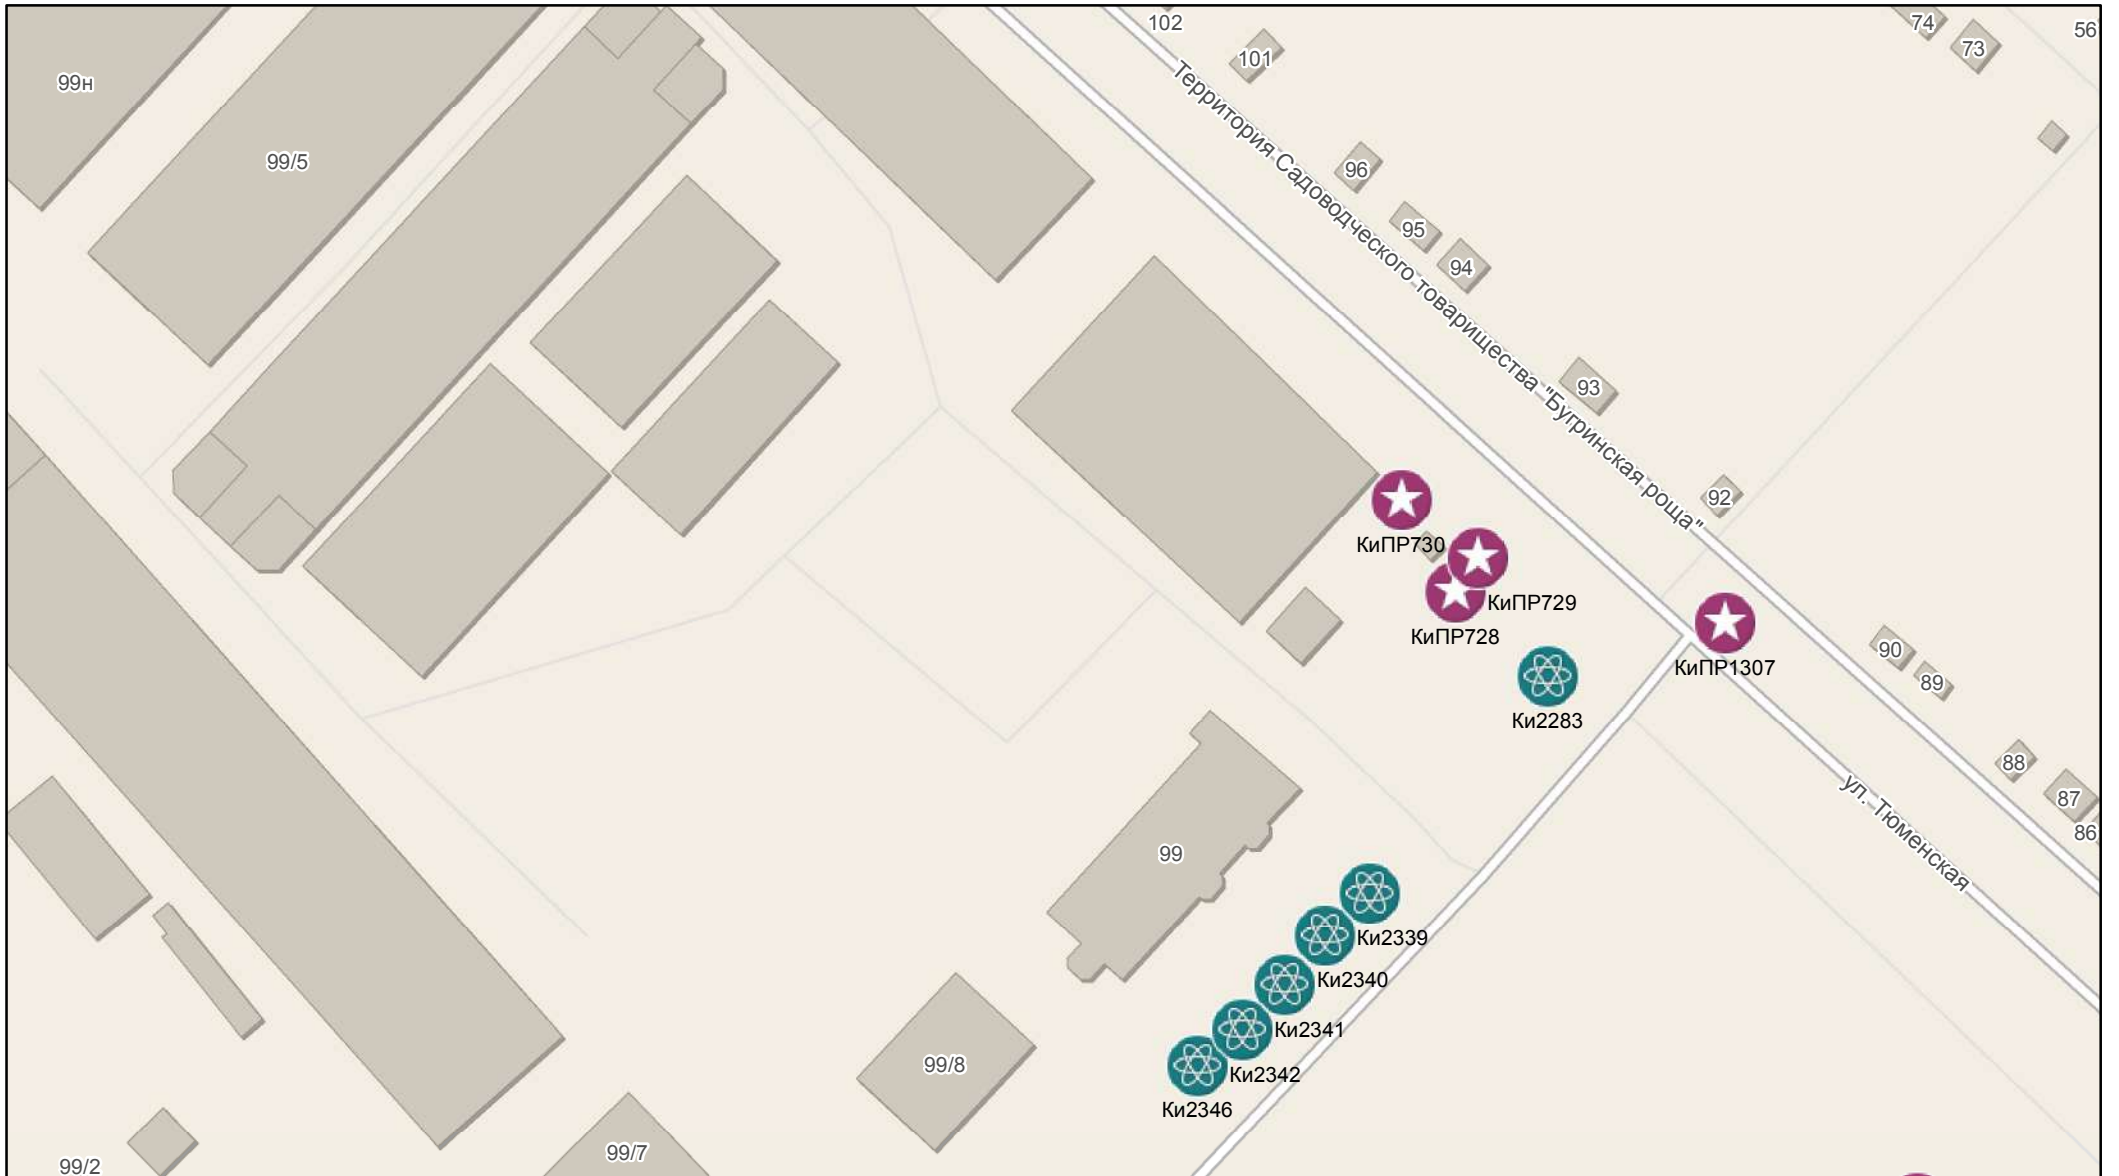 102
74
56
73
101
99н
99/5
96
Территория Садоводческого товарищества "Бугринская роща"
95
94
93
92
КиПР730
КиПР729
КиПР728
90
КиПР1307
89
Ки2283
88
ул. Тюменская
87
86
99
Ки2339
Ки2340
Ки2341
99/8
Ки2342
Ки2346
99/7
99/2